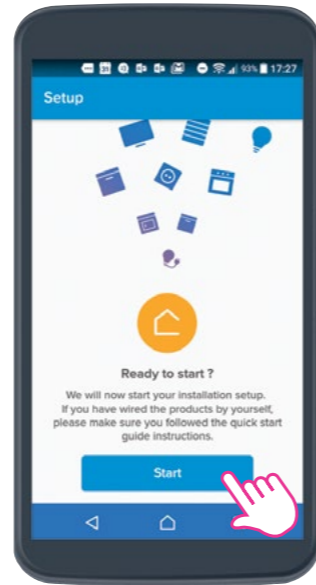 93% 17:27
Setup
Ready to start ?
We will now start your installation setup.
If you have wired the products by yourself,
please make sure you followed the quick start
guide instructions.
Start